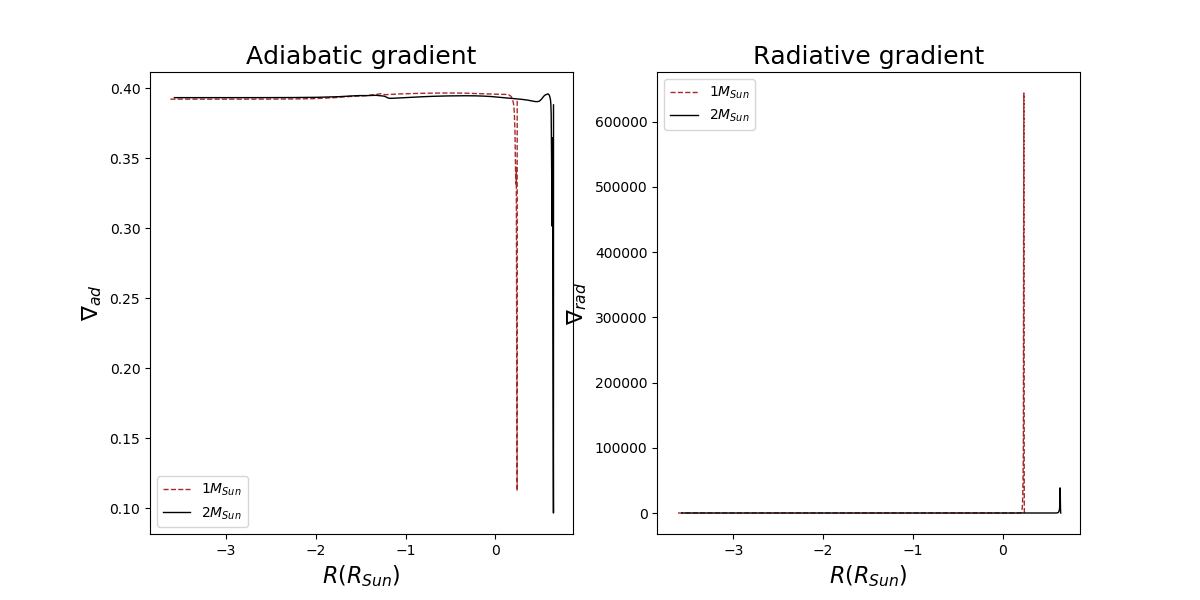 Adiabatic gradient
0.40
0.35
0.30
0.25
0.20
0.15
0.10
∇ad
1MSun
2MSun
−3
−2
−1
0
R(RSun)
Radiative gradient
1MSun
2MSun
600000
500000
400000
300000
200000
100000
0
∇rad
−3
−2
−1
0
R(RSun)